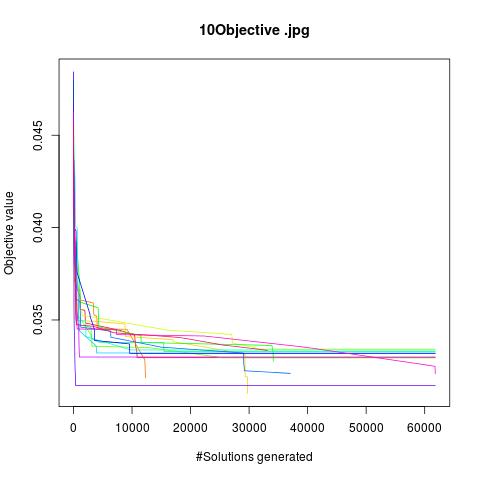 10Objective .jpg
Objective value
0.045
0.040
0.035
0 10000 20000 30000 40000 50000 60000
#Solutions generated